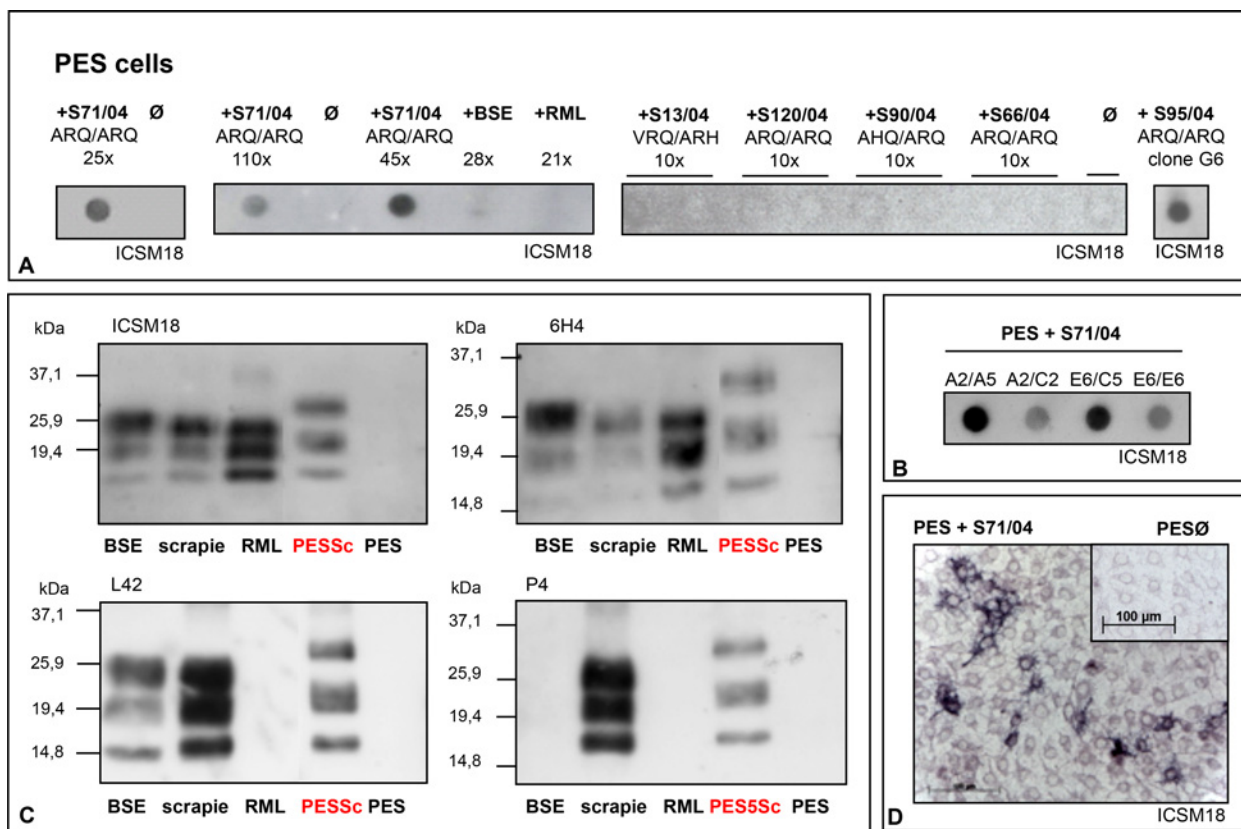 PES cells
+S71/04 Ø +S71/04 Ø +S71/04 +BSE +RML +S13/04 +S120/04 +S90/04 +S66/04 Ø + S95/04
ARQ/ARQ ARQ/ARQ ARQ/ARQ VRQ/ARH ARQ/ARQ AHQ/ARQ ARQ/ARQ ARQ/ARQ
25x 110x 45x 28x 21x 10x 10x 10x 10x clone G6
ICSM18 ICSM18 ICSM18 ICSM18
A
kDa ICSM18
37,1
25,9
19,4
BSE scrapie RML PESSc PES
kDa 6H4
37,1
25,9
19,4
14,8
BSE scrapie RML PESSc PES
kDa L42
37,1
25,9
19,4
14,8
BSE scrapie RML PESSc PES
kDa P4
37,1
25,9
19,4
14,8
BSE scrapie RML PES5Sc PES
C
PES + S71/04
A2/A5 A2/C2 E6/C5 E6/E6
ICSM18
B
PES + S71/04 PESØ
100 µm
ICSM18
D